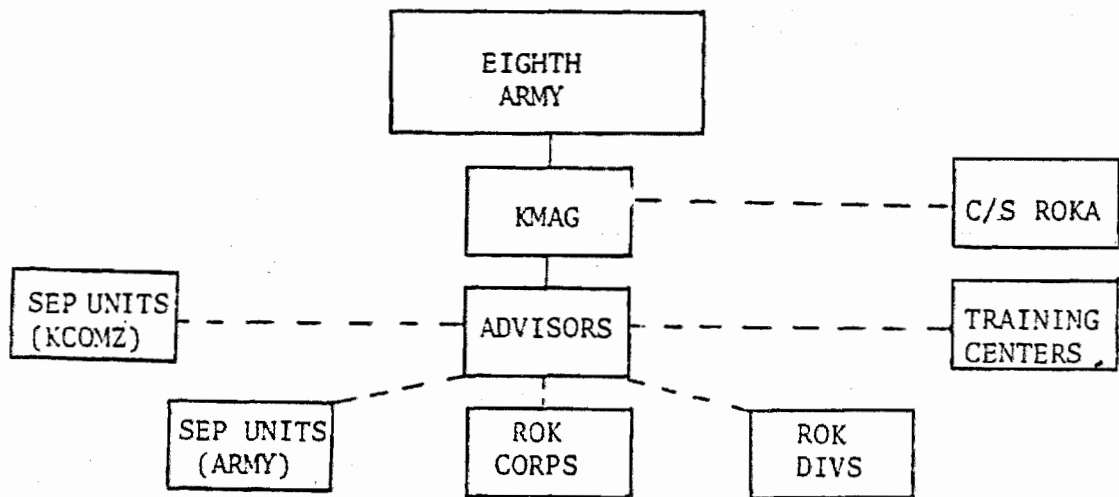 EIGHTH
ARMY
KMAG
C/S ROKA
SEP UNITS
(KCOMZ)
ADVISORS
TRAINING
CENTERS
SEP UNITS
(ARMY)
ROK
CORPS
ROK
DIVS